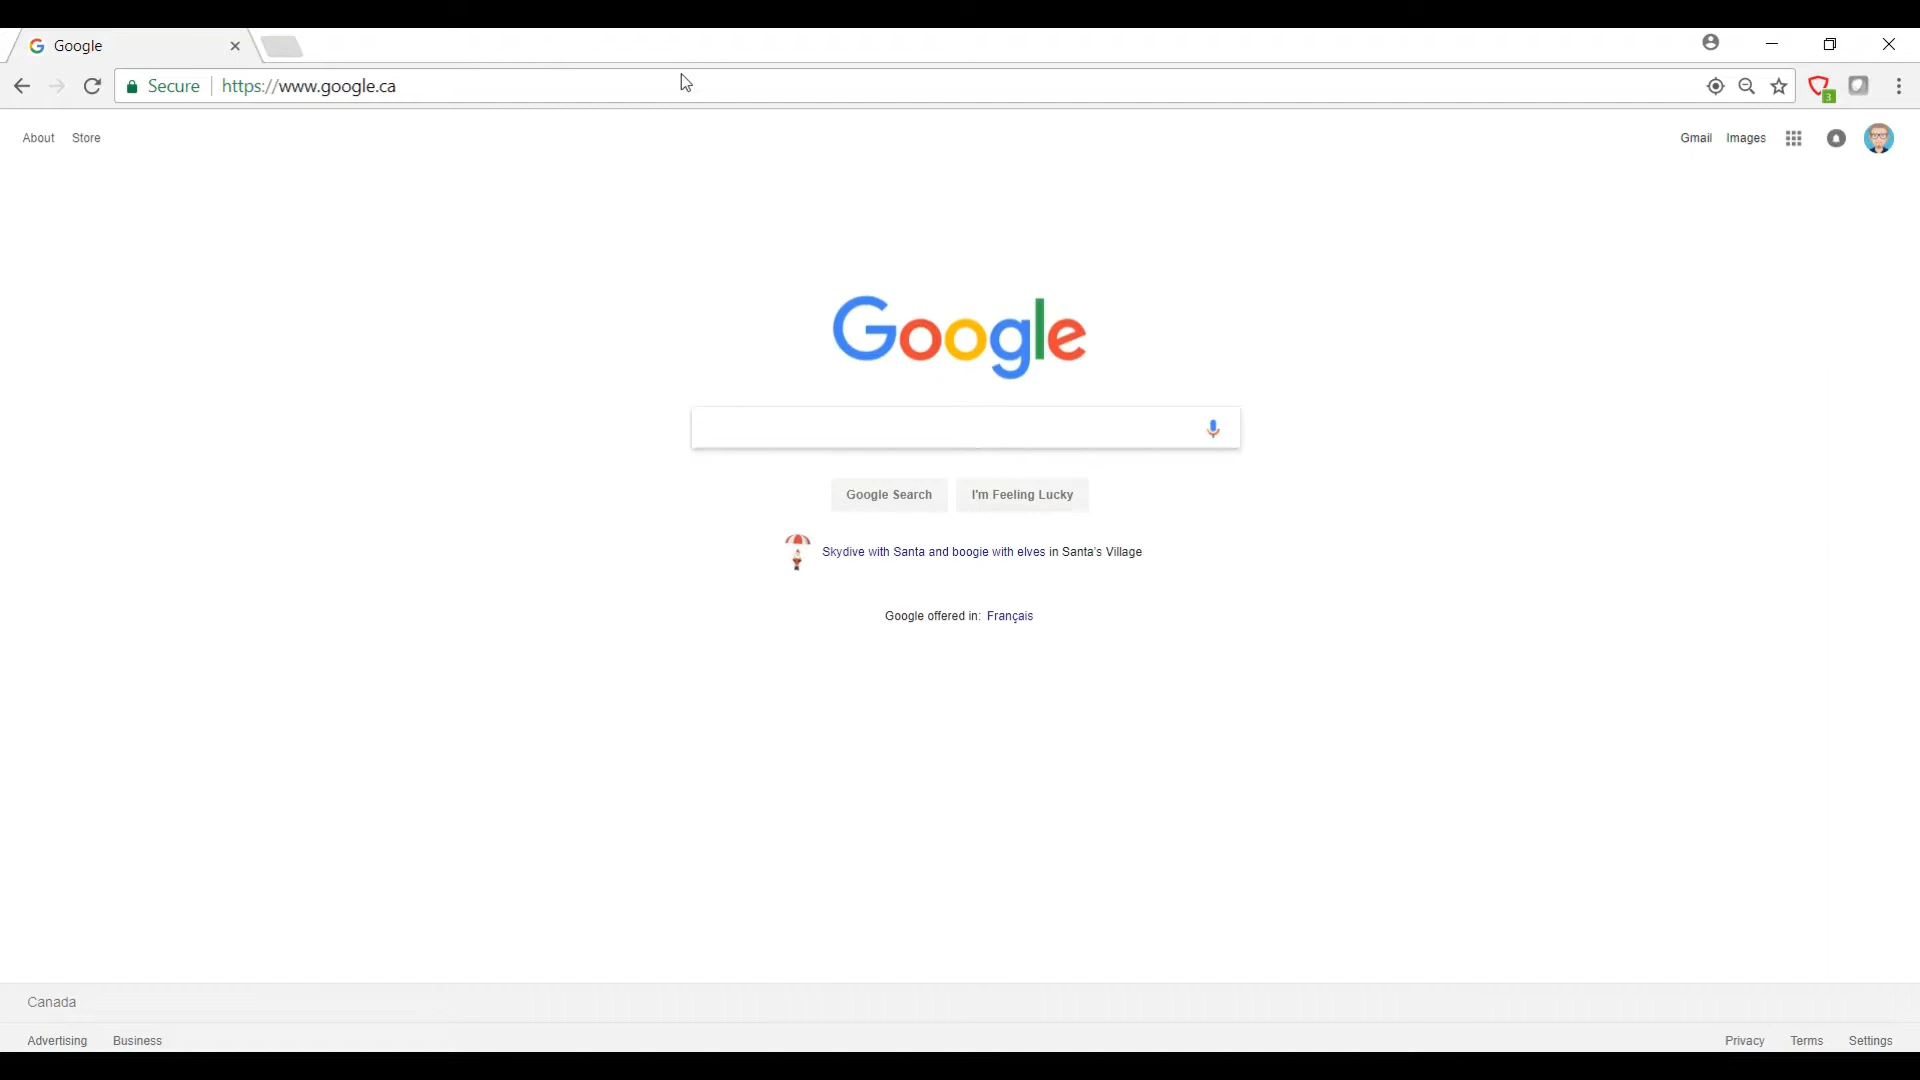 Google
Secure https://www.google.ca
3
About Store
Gmail Images
Google
Google Search I'm Feeling Lucky
Skydive with Santa and boogie with elves in Santa's Village
Google offered in: Français
Canada
Advertising Business
Privacy Terms Settings